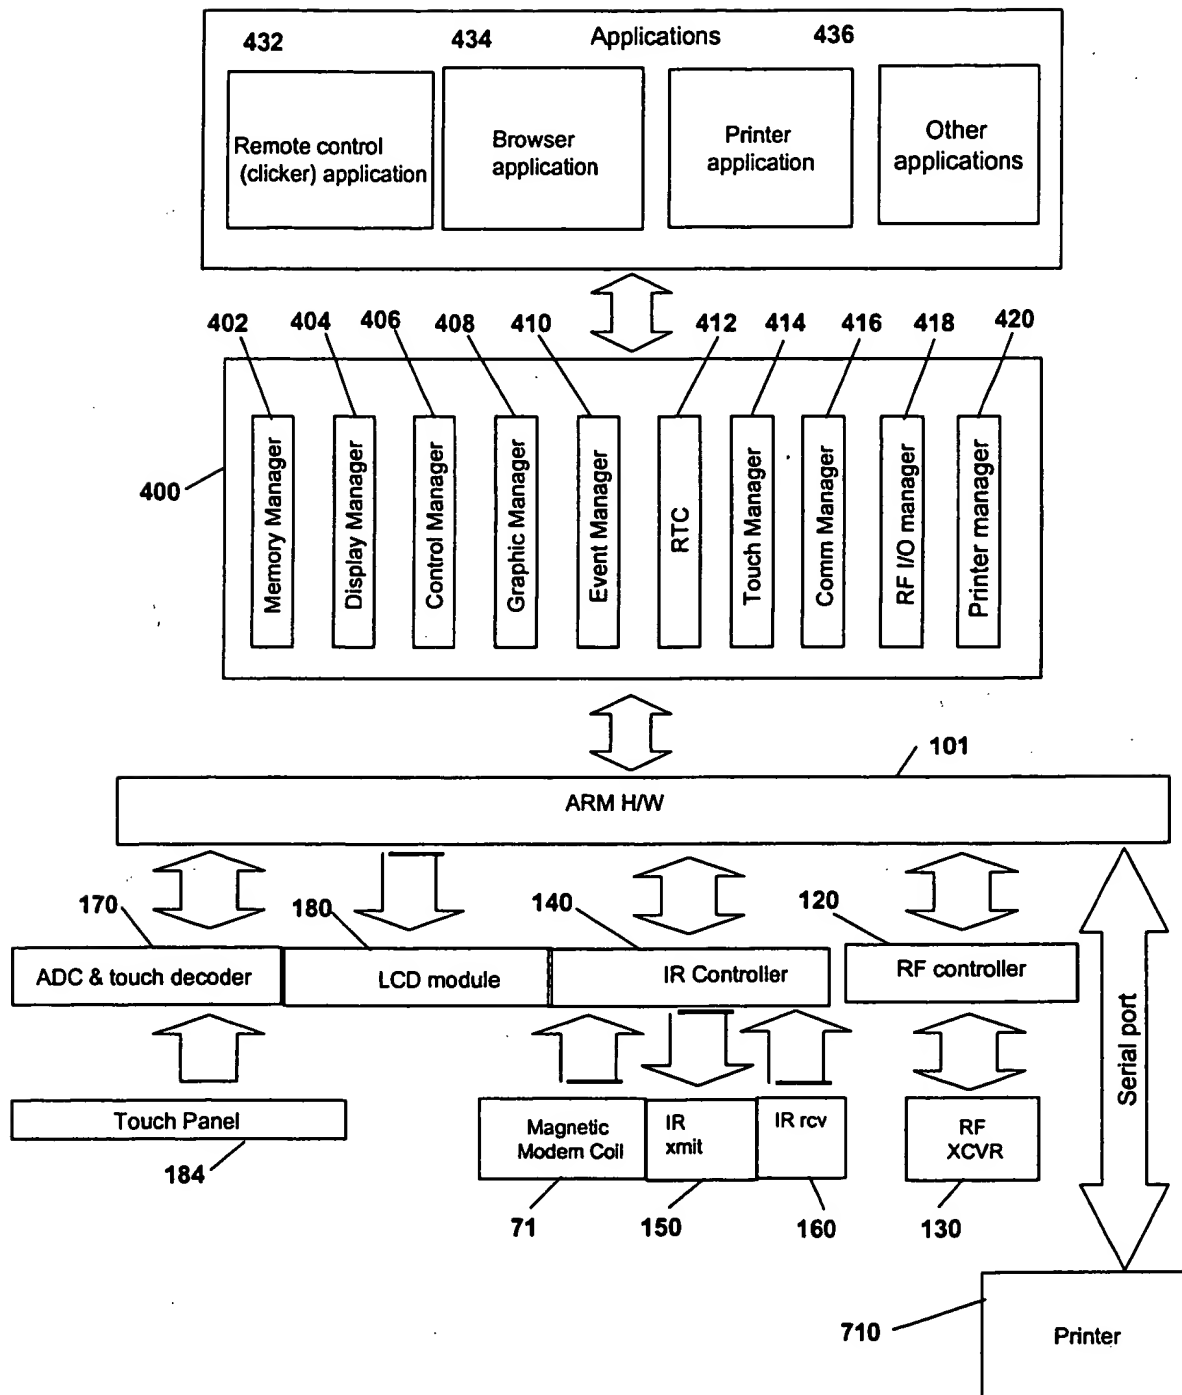 432 434 Applications 436
Remote control
(clicker) application
Browser
application
Printer
application
Other
applications
402 404 406 408 410 412 414 416 418 420
400
Memory Manager
Display Manager
Control Manager
Graphic Manager
Event Manager
RTC
Touch Manager
Comm Manager
RF I/O manager
Printer manager
101
ARM H/W
170 180 140 120
ADC & touch decoder
LCD module
IR Controller
RF controller
Serial port
Touch Panel
184
Magnetic
Modem Coil
IR
xmit
IR rcv
RF
XCVR
71 150 160 130
710
Printer